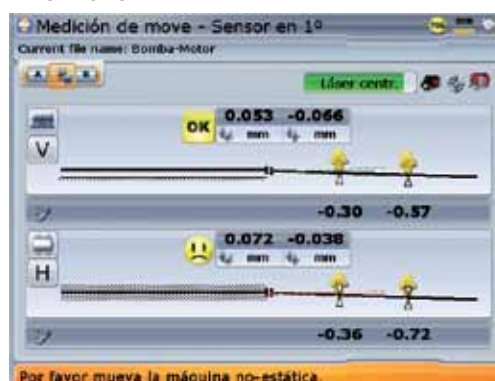 Medición de move - Sensor en 1º
Current file name: Bomba-Motor
Láser centr.
OK 0.053 -0.066
mm mm
V
-0.30 -0.57
0.072 -0.038
mm mm
H
-0.36 -0.72
Por favor mueva la máquina no-estática.